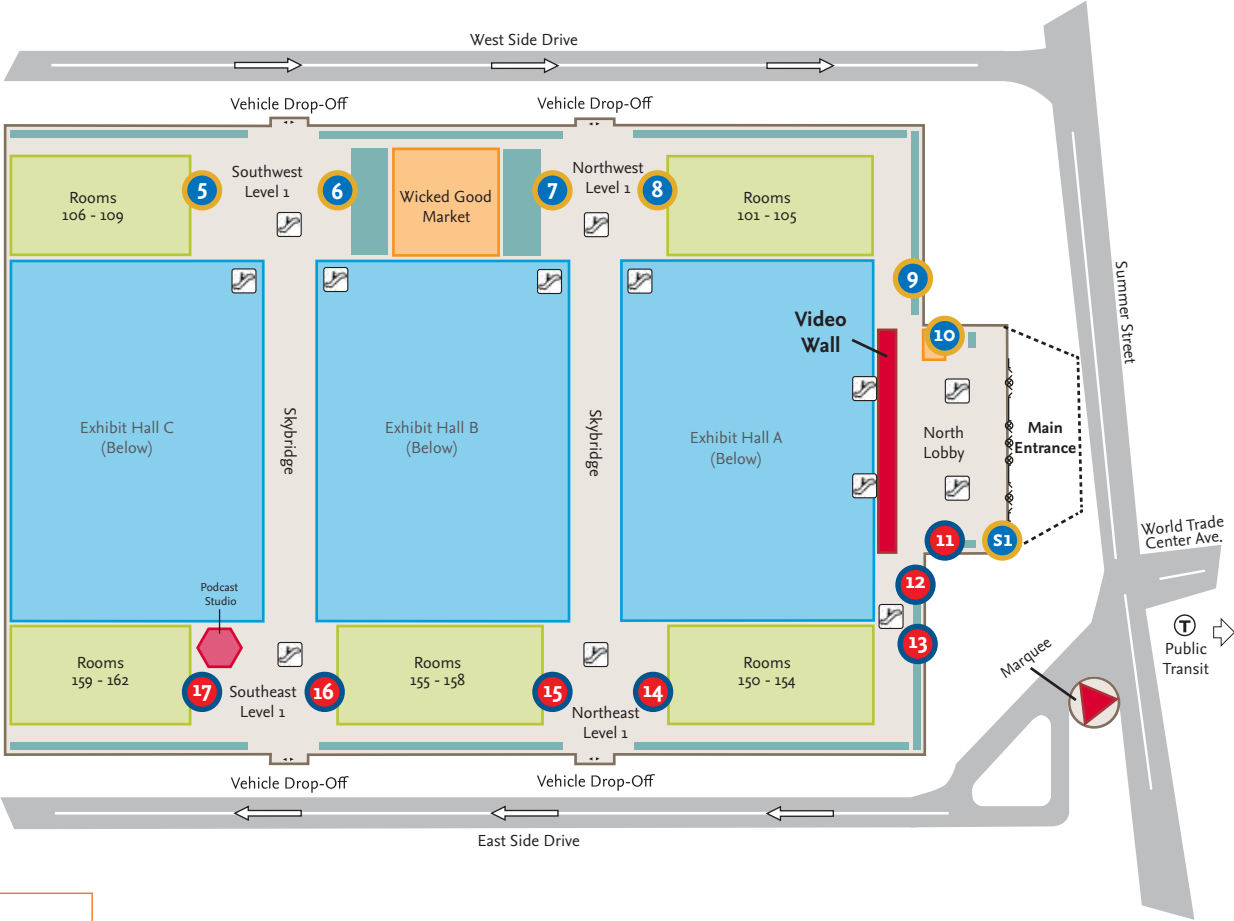 West Side Drive
Vehicle Drop-Off
Vehicle Drop-Off
Rooms
106 - 109
5
Southwest
Level 1
6
Wicked Good
Market
7
Northwest
Level 1
8
Rooms
101 - 105
9
Summer Street
Video
Wall
10
Exhibit Hall C
(Below)
Skybridge
Exhibit Hall B
(Below)
Skybridge
Exhibit Hall A
(Below)
North
Lobby
Main
Entrance
11
S1
World Trade
Center Ave.
12
Podcast
Studio
13
T
Public
Transit
Marquee
Rooms
159 - 162
17
Southeast
Level 1
16
Rooms
155 - 158
15
Northeast
Level 1
14
Rooms
150 - 154
Vehicle Drop-Off
Vehicle Drop-Off
East Side Drive